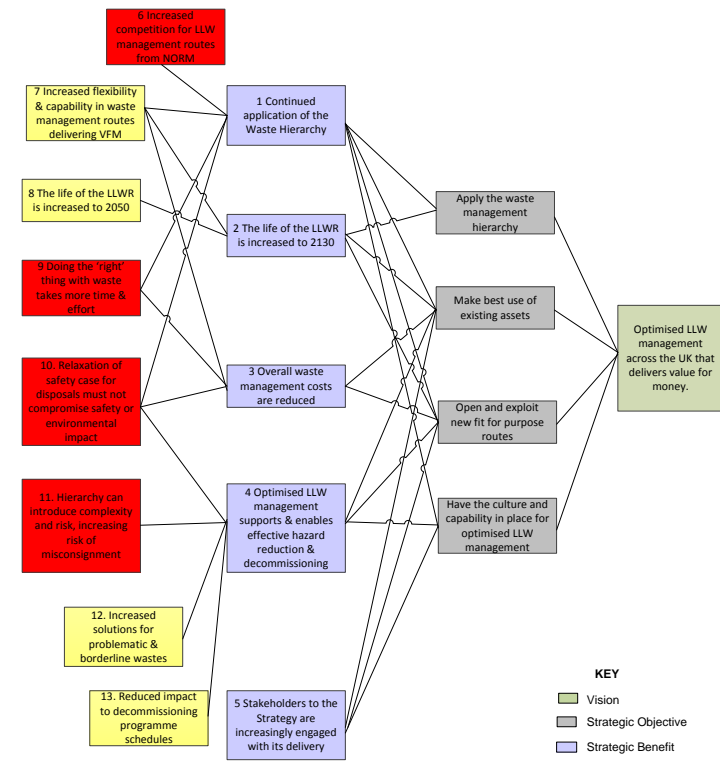 6 Increased
competition for LLW
management routes
from NORM
7 Increased flexibility
& capability in waste
management routes
delivering VFM
1 Continued
application of the
Waste Hierarchy
8 The life of the LLWR
is increased to 2050
Apply the waste
management
hierarchy
2 The life of the LLWR
is increased to 2130
9 Doing the 'right'
thing with waste
takes more time &
effort
Make best use of
existing assets
Optimised LLW
management
across the UK that
delivers value for
money.
10. Relaxation of
safety case for
disposals must not
compromise safety or
environmental
impact
3 Overall waste
management costs
are reduced
Open and exploit
new fit for purpose
routes
11. Hierarchy can
introduce complexity
and risk, increasing
risk of
misconsignment
4 Optimised LLW
management
supports & enables
effective hazard
reduction &
decommissioning
Have the culture and
capability in place for
optimised LLW
management
12. Increased
solutions for
problematic &
borderline wastes
13. Reduced impact
to decommissioning
programme
schedules
5 Stakeholders to the
Strategy are
increasingly engaged
with its delivery
KEY
Vision
Strategic Objective
Strategic Benefit